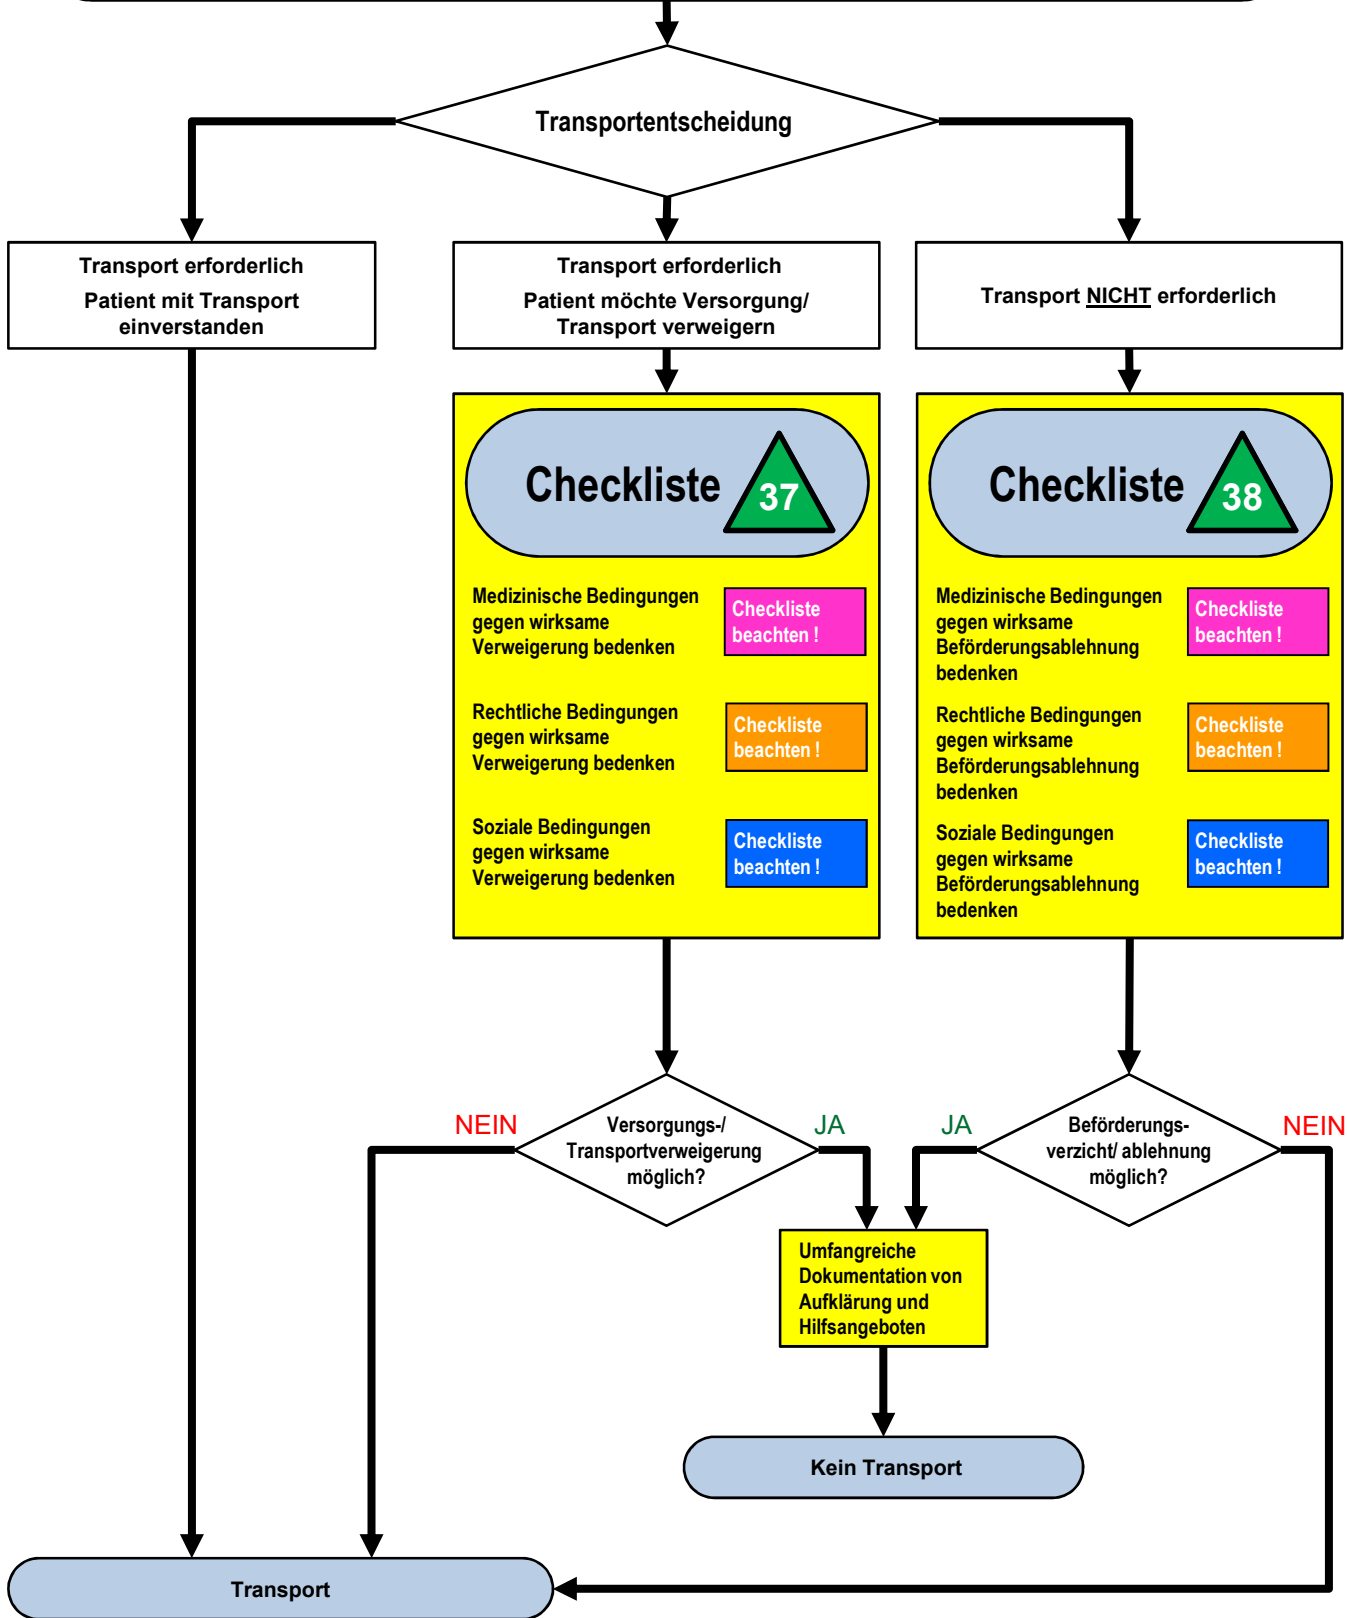 Transportentscheidung
Transport erforderlich
Patient mit Transport
einverstanden
Transport erforderlich
Patient möchte Versorgung/
Transport verweigern
Transport NICHT erforderlich
Checkliste 37
Medizinische Bedingungen
gegen wirksame
Verweigerung bedenken
Checkliste
beachten !
Rechtliche Bedingungen
gegen wirksame
Verweigerung bedenken
Checkliste
beachten !
Soziale Bedingungen
gegen wirksame
Verweigerung bedenken
Checkliste
beachten !
Checkliste 38
Medizinische Bedingungen
gegen wirksame
Beförderungsablehnung
bedenken
Checkliste
beachten !
Rechtliche Bedingungen
gegen wirksame
Beförderungsablehnung
bedenken
Checkliste
beachten !
Soziale Bedingungen
gegen wirksame
Beförderungsablehnung
bedenken
Checkliste
beachten !
NEIN
Versorgungs-/
Transportverweigerung
möglich?
JA
JA
Beförderungs-
verzicht/ ablehnung
möglich?
NEIN
Umfangreiche
Dokumentation von
Aufklärung und
Hilfsangeboten
Kein Transport
Transport